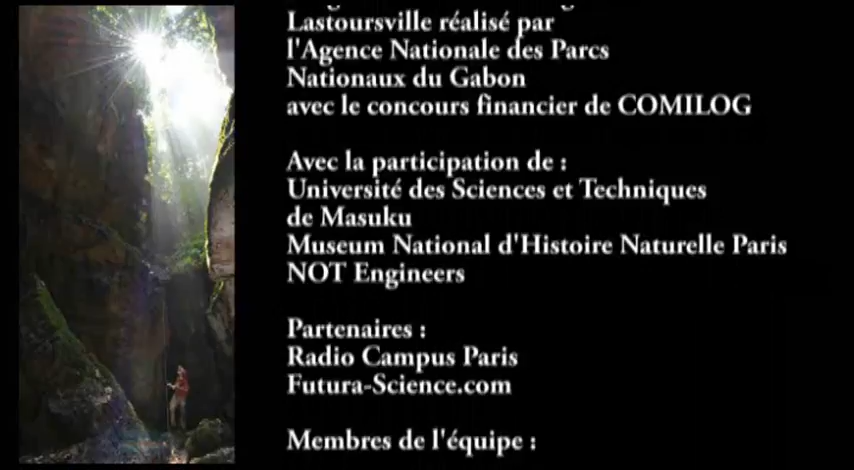 Lastoursville réalisé par
l'Agence Nationale des Parcs
Nationaux du Gabon
avec le concours financier de COMILOG
Avec la participation de :
Université des Sciences et Techniques
de Masuku
Museum National d'Histoire Naturelle Paris
NOT Engineers
Partenaires :
Radio Campus Paris
Futura-Science.com
Membres de l'équipe :